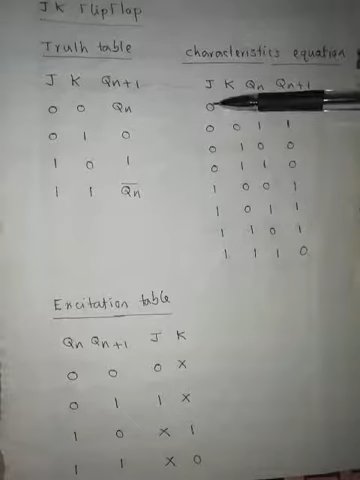 JK FlipFlop
Truth table
J K Qn+1
0 0 Qn
0 1 0
1 0 1
1 1 Q̅n
characteristics equation
J K Qn Qn+1
0
0 0 1 1
0 1 0 0
0 1 1 0
1 0 0 1
1 0 1 1
1 1 0 1
1 1 1 0
Excitation table
Qn Qn+1 J K
0 0 0 X
0 1 1 X
1 0 X 1
1 1 X 0